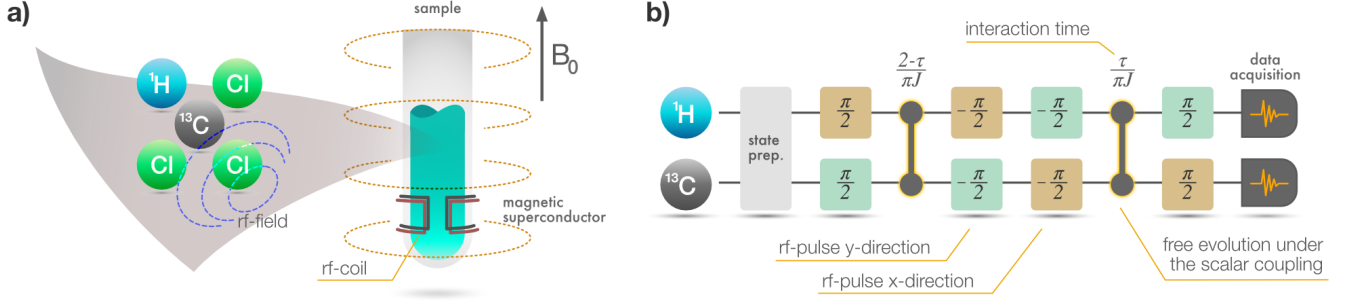 a)
sample
B₀
¹H
Cl
¹³C
Cl
Cl
rf-field
magnetic
superconductor
rf-coil
b)
interaction time
2-τ
πJ
τ
πJ
data
acquisition
¹H
state
prep.
π
2
-π
2
-π
2
π
2
¹³C
π
2
-π
2
-π
2
π
2
rf-pulse y-direction
rf-pulse x-direction
free evolution under
the scalar coupling